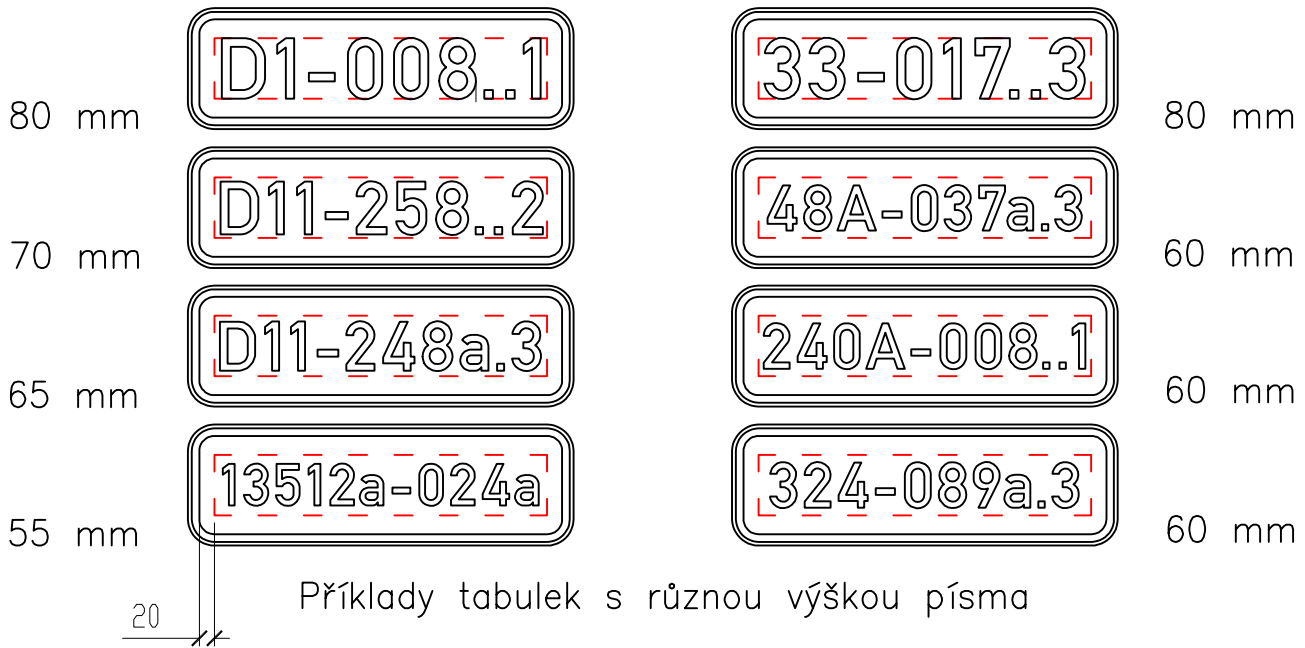 D1-008..1 33-017..3
80 mm 80 mm
D11-258..2 48A-037a.3
70 mm 60 mm
D11-248a.3 240A-008..1
65 mm 60 mm
13512a-024a 324-089a.3
55 mm 60 mm
Příklady tabulek s různou výškou písma
20